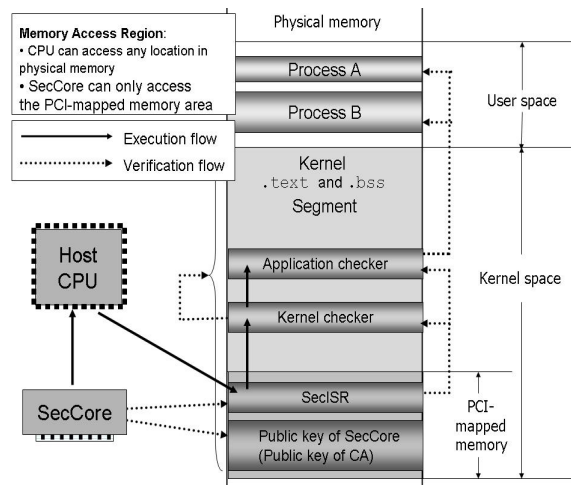 Memory Access Region:
• CPU can access any location in
physical memory
• SecCore can only access
the PCI-mapped memory area
Execution flow
Verification flow
Physical memory
Process A
Process B
User space
Kernel
.text and .bss
Segment
Host
CPU
Application checker
Kernel space
Kernel checker
SecCore
SecISR
PCI-
mapped
memory
Public key of SecCore
(Public key of CA)